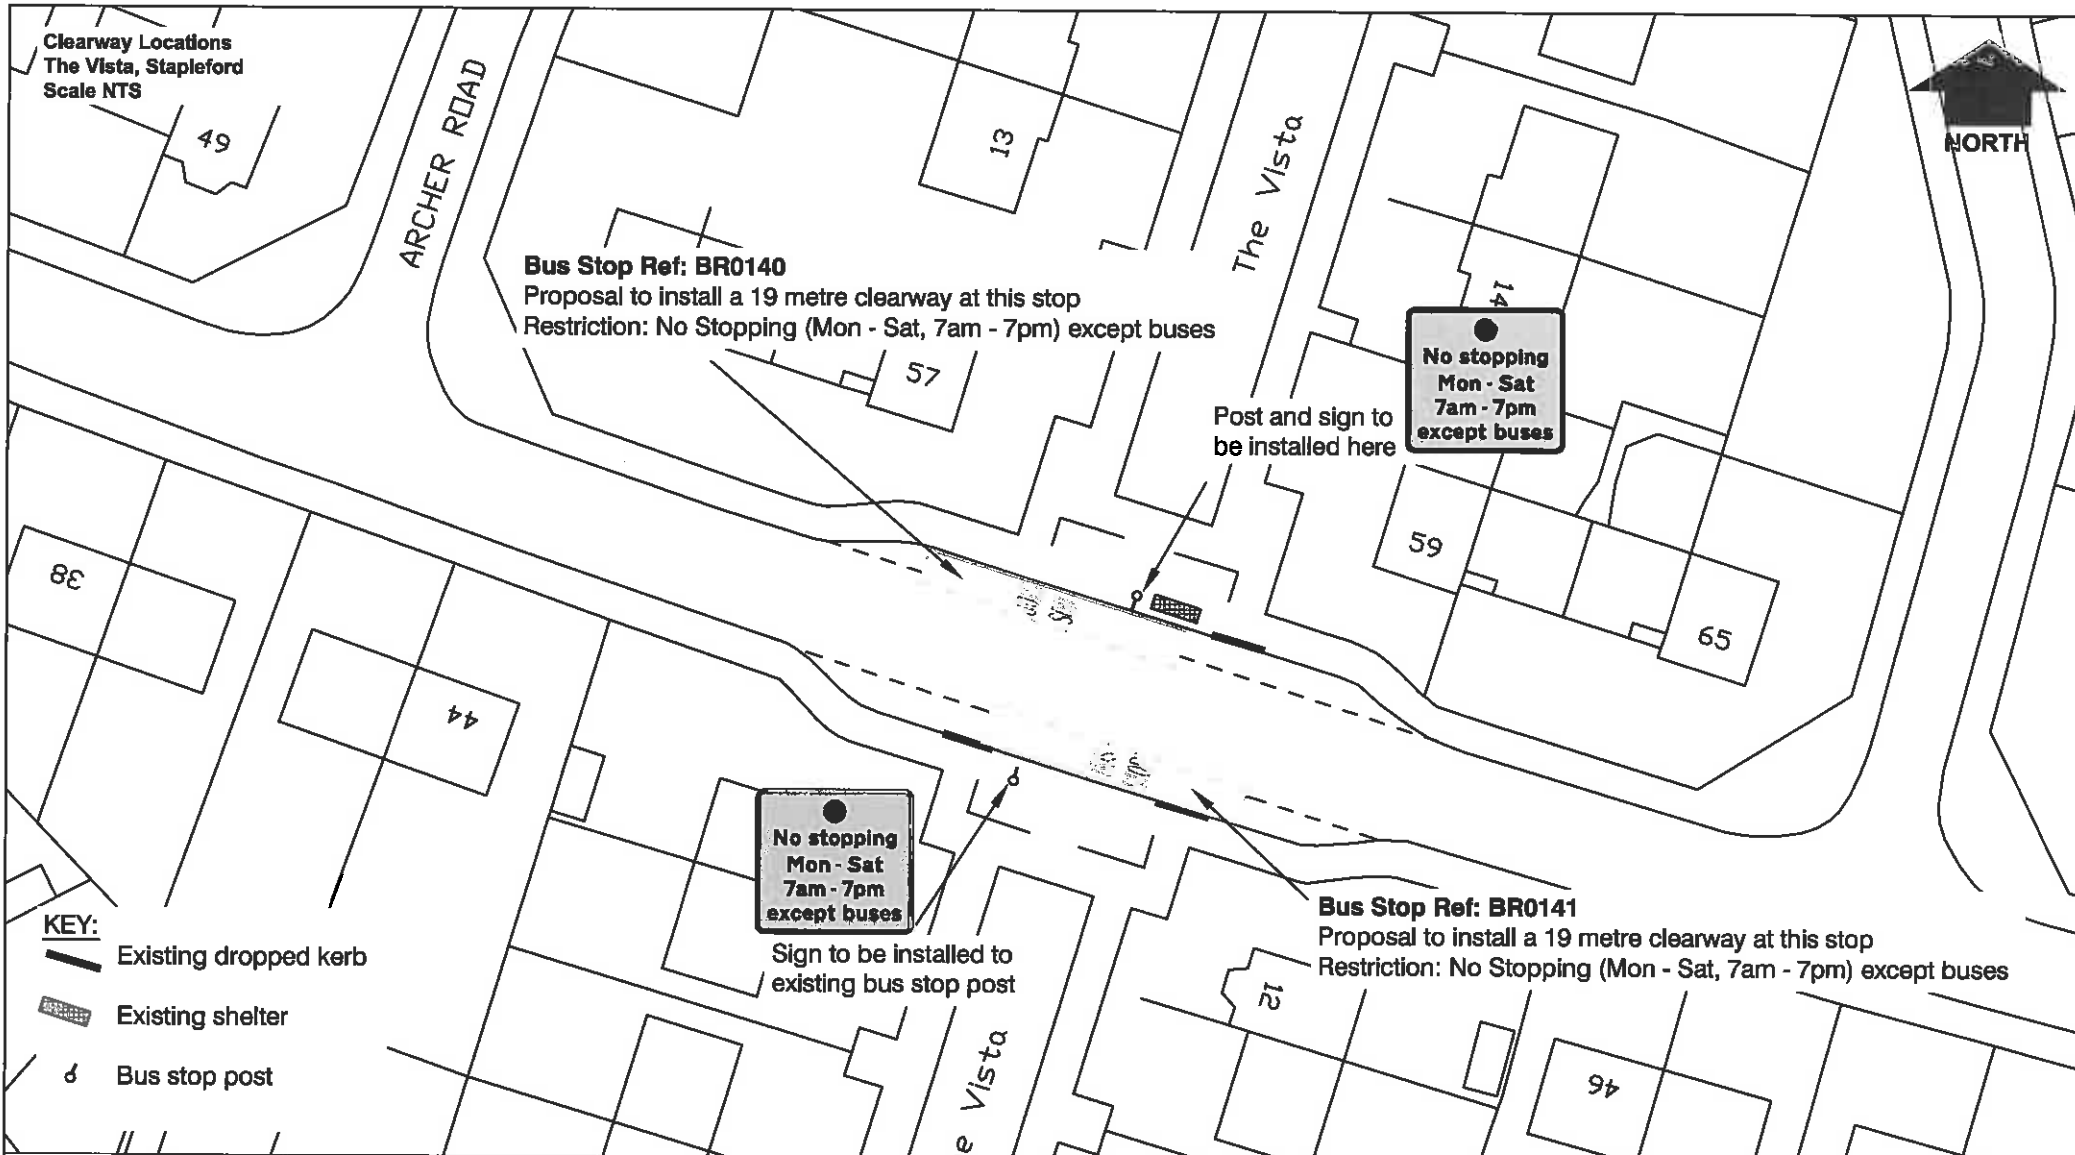 Clearway Locations
The Vista, Stapleford
Scale NTS
NORTH
49
ARCHER ROAD
13
The Vista
14
Bus Stop Ref: BR0140
Proposal to install a 19 metre clearway at this stop
Restriction: No Stopping (Mon - Sat, 7am - 7pm) except buses
No stopping
Mon - Sat
7am - 7pm
except buses
57
Post and sign to
be installed here
59
65
38
44
No stopping
Mon - Sat
7am - 7pm
except buses
Sign to be installed to
existing bus stop post
Bus Stop Ref: BR0141
Proposal to install a 19 metre clearway at this stop
Restriction: No Stopping (Mon - Sat, 7am - 7pm) except buses
KEY:
Existing dropped kerb
Existing shelter
Bus stop post
12
e Vista
46